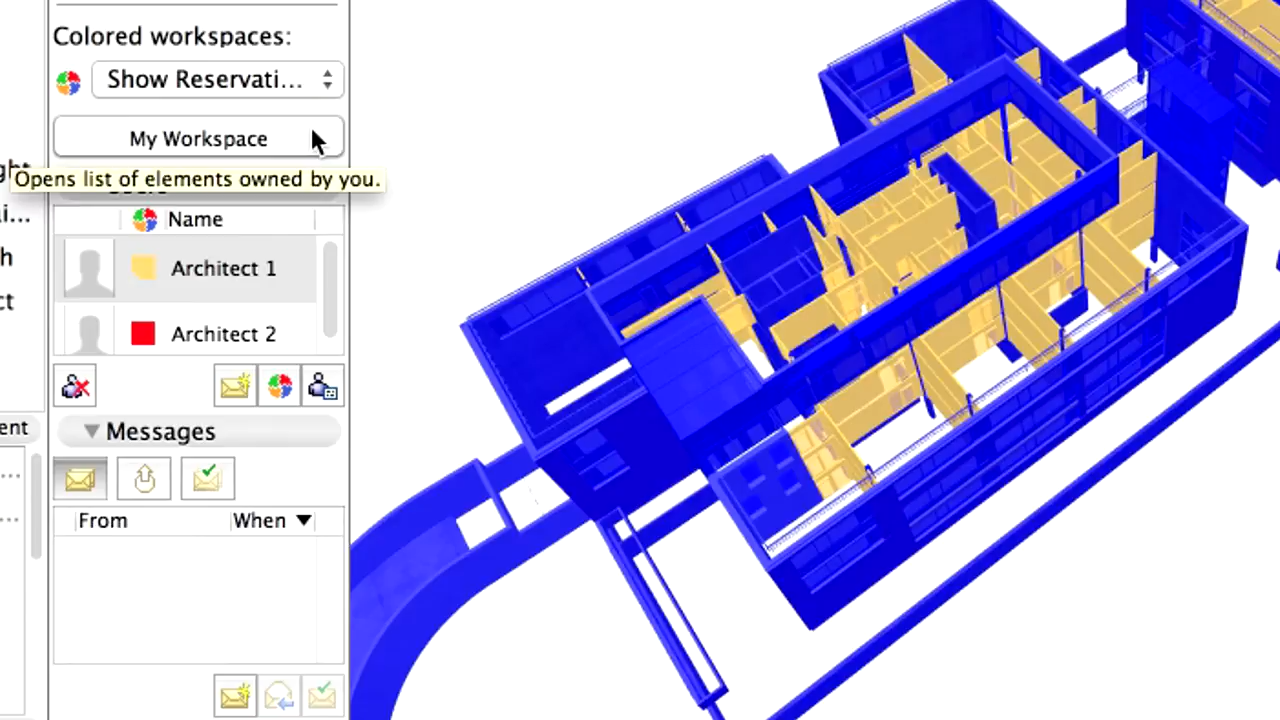 Colored workspaces:
Show Reservati...
My Workspace
Opens list of elements owned by you.
Name
Architect 1
Architect 2
Messages
From
When